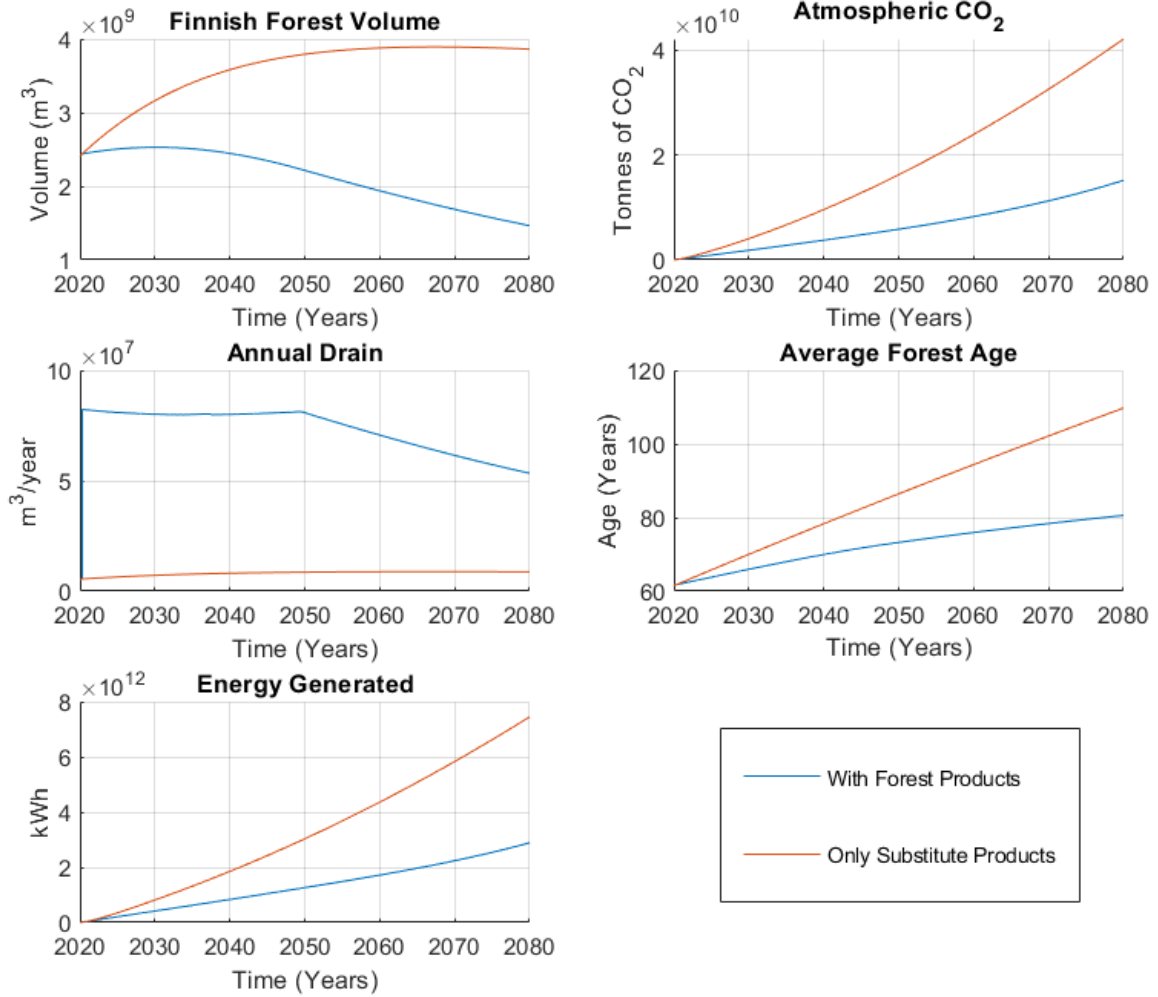 Finnish Forest Volume
×10^9
Volume (m^3)
4
3
2
1
2020 2030 2040 2050 2060 2070 2080
Time (Years)
Atmospheric CO_2
×10^10
Tonnes of CO_2
4
2
0
2020 2030 2040 2050 2060 2070 2080
Time (Years)
Annual Drain
×10^7
m^3/year
10
5
0
2020 2030 2040 2050 2060 2070 2080
Time (Years)
Average Forest Age
Age (Years)
120
100
80
60
2020 2030 2040 2050 2060 2070 2080
Time (Years)
Energy Generated
×10^12
kWh
8
6
4
2
0
2020 2030 2040 2050 2060 2070 2080
Time (Years)
With Forest Products
Only Substitute Products